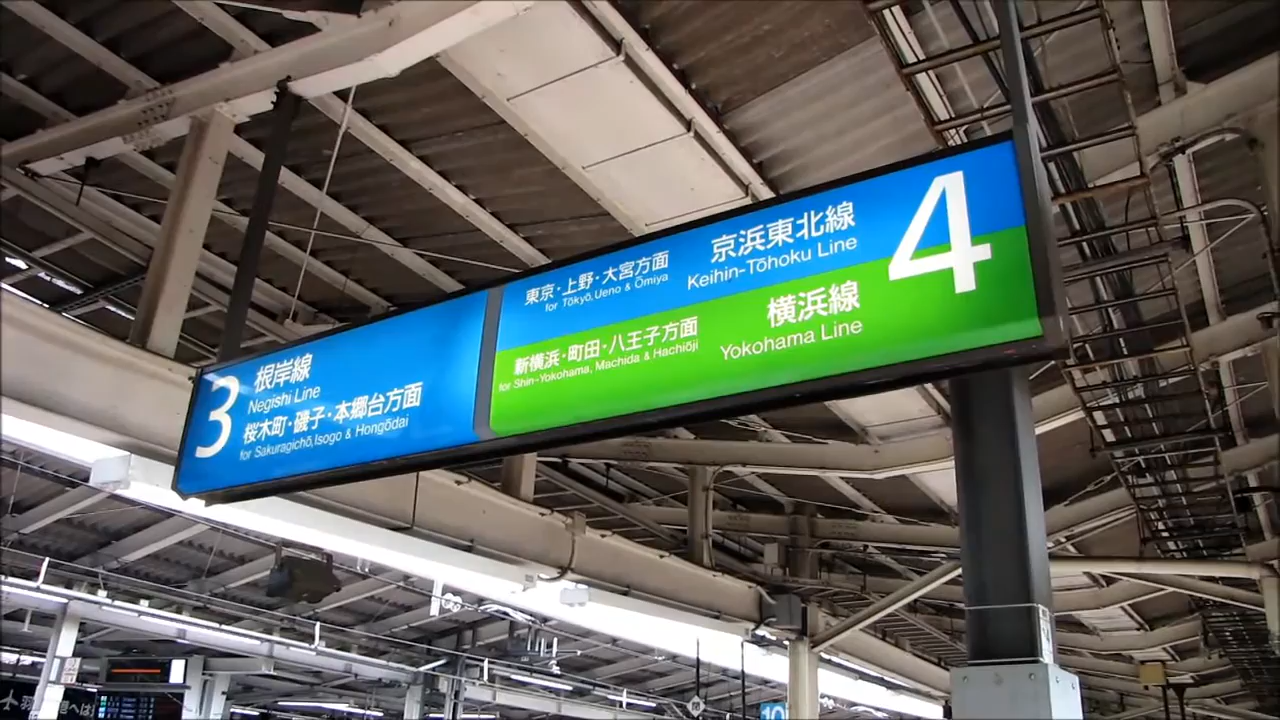 3
根岸線
Negishi Line
桜木町・磯子・本郷台方面
for Sakuragichō,Isogo & Hongōdai
東京・上野・大宮方面
for Tōkyō,Ueno & Ōmiya
京浜東北線
Keihin-Tōhoku Line
4
新横浜・町田・八王子方面
for Shin-Yokohama, Machida & Hachiōji
横浜線
Yokohama Line
10